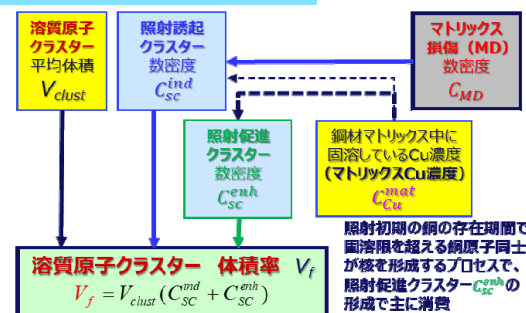 溶質原子
クラスター
平均体積
V_clust
照射誘起
クラスター
数密度
C_sc^ind
マトリックス
損傷（MD）
数密度
C_MD
照射促進
クラスター
数密度
C_sc^enh
鋼材マトリックス中に
固溶しているCu濃度
（マトリックスCu濃度）
C_Cu^mat
溶質原子クラスター 体積率 V_f
V_f = V_clust (C_SC^ind + C_SC^enh)
照射初期の銅の存在期間で
固溶限を超える銅原子同士
が核を形成するプロセスで、
照射促進クラスターC_sc^enhの
形成で主に消費